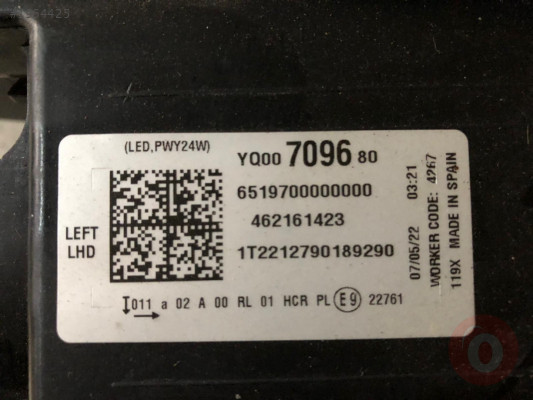 (LED,PWY24W)
YQ00 7096 80
6519700000000
462161423
1T2212790189290
LEFT
LHD
I011 a 02 A 00 RL 01 HCR PL E9 22761
07/05/22 03:21
WORKER CODE: 4267
119X MADE IN SPAIN